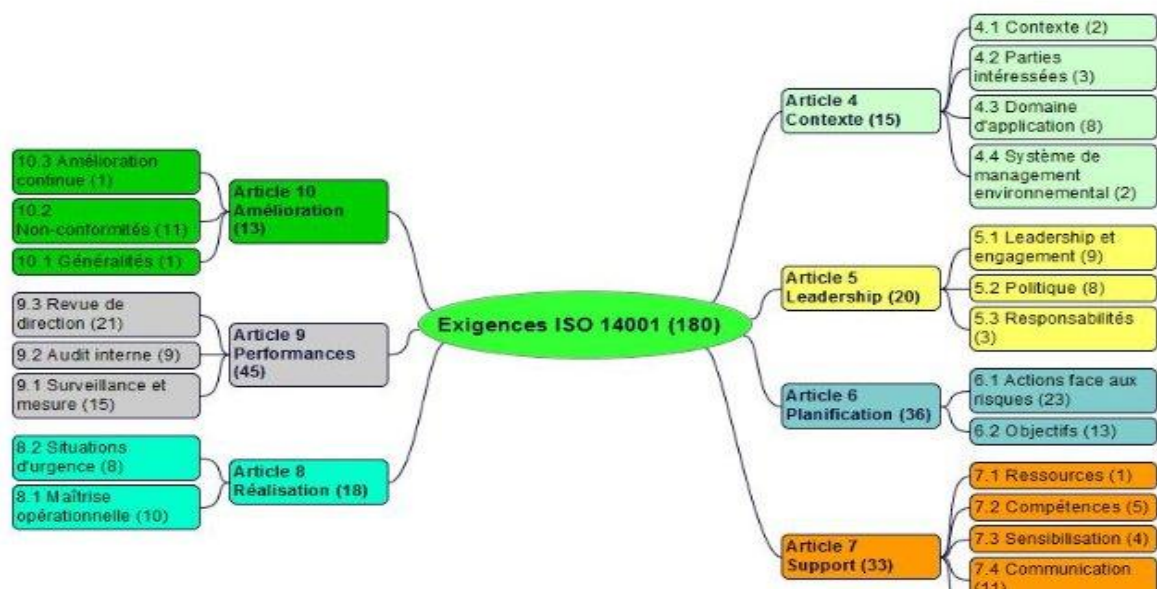 Exigences ISO 14001 (180)
Article 4
Contexte (15)
4.1 Contexte (2)
4.2 Parties
intéressées (3)
4.3 Domaine
d'application (8)
4.4 Système de
management
environnemental (2)
Article 5
Leadership (20)
5.1 Leadership et
engagement (9)
5.2 Politique (8)
5.3 Responsabilités
(3)
Article 6
Planification (36)
6.1 Actions face aux
risques (23)
6.2 Objectifs (13)
Article 7
Support (33)
7.1 Ressources (1)
7.2 Compétences (5)
7.3 Sensibilisation (4)
7.4 Communication
(11)
Article 8
Réalisation (18)
8.2 Situations
d'urgence (8)
8.1 Maîtrise
opérationnelle (10)
Article 9
Performances
(45)
9.3 Revue de
direction (21)
9.2 Audit interne (9)
9.1 Surveillance et
mesure (15)
Article 10
Amélioration
(13)
10.3 Amélioration
continue (1)
10.2
Non-conformités (11)
10.1 Généralités (1)